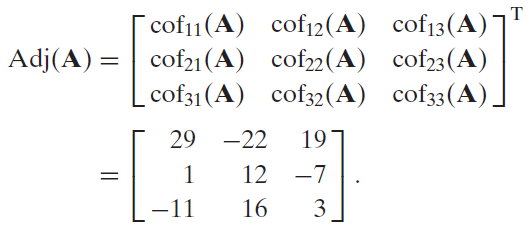 Adj(A) = [ cof11(A) cof12(A) cof13(A) ]T
cof21(A) cof22(A) cof23(A)
cof31(A) cof32(A) cof33(A)
= [ 29 −22 19 ]
1 12 −7
−11 16 3 .